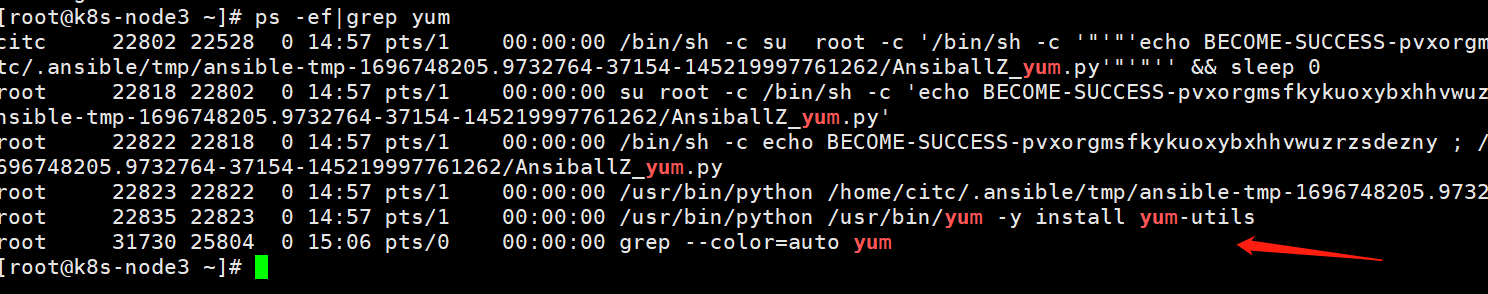 [root@k8s-node3 ~]# ps -ef|grep yum
citc     22802 22528  0 14:57 pts/1    00:00:00 /bin/sh -c su  root -c '/bin/sh -c '"'"'echo BECOME-SUCCESS-pvxorgm
tc/.ansible/tmp/ansible-tmp-1696748205.9732764-37154-145219997761262/AnsiballZ_yum.py'"'"'' && sleep 0
root     22818 22802  0 14:57 pts/1    00:00:00 su root -c /bin/sh -c 'echo BECOME-SUCCESS-pvxorgmsfkykuoxybxhhvwuz
nsible-tmp-1696748205.9732764-37154-145219997761262/AnsiballZ_yum.py'
root     22822 22818  0 14:57 pts/1    00:00:00 /bin/sh -c echo BECOME-SUCCESS-pvxorgmsfkykuoxybxhhvwuzrzsdezny ; /
696748205.9732764-37154-145219997761262/AnsiballZ_yum.py
root     22823 22822  0 14:57 pts/1    00:00:00 /usr/bin/python /home/citc/.ansible/tmp/ansible-tmp-1696748205.9732
root     22835 22823  0 14:57 pts/1    00:00:00 /usr/bin/python /usr/bin/yum -y install yum-utils
root     31730 25804  0 15:06 pts/0    00:00:00 grep --color=auto yum
[root@k8s-node3 ~]#